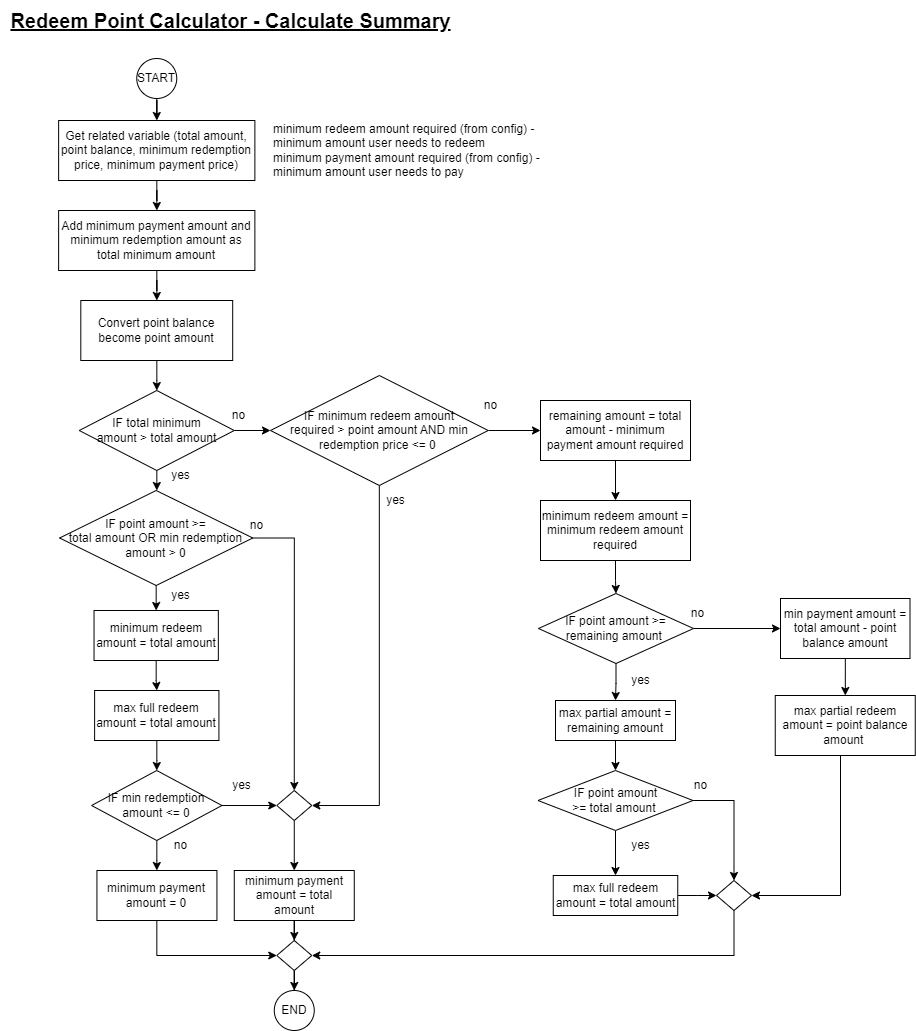 Redeem Point Calculator - Calculate Summary
START
Get related variable (total amount,
point balance, minimum redemption
price, minimum payment price)
minimum redeem amount required (from config) -
minimum amount user needs to redeem
minimum payment amount required (from config) -
minimum amount user needs to pay
Add minimum payment amount and
minimum redemption amount as
total minimum amount
Convert point balance
become point amount
IF total minimum
amount > total amount
no
yes
IF minimum redeem amount
required > point amount AND min
redemption price <= 0
no
yes
remaining amount = total
amount - minimum
payment amount required
minimum redeem amount =
minimum redeem amount
required
IF point amount >=
total amount OR min redemption
amount > 0
no
yes
minimum redeem
amount = total amount
max full redeem
amount = total amount
IF min redemption
amount <= 0
yes
no
minimum payment
amount = 0
minimum payment
amount = total
amount
IF point amount >=
remaining amount
no
yes
min payment amount =
total amount - point
balance amount
max partial redeem
amount = point balance
amount
max partial amount =
remaining amount
IF point amount
>= total amount
no
yes
max full redeem
amount = total amount
END